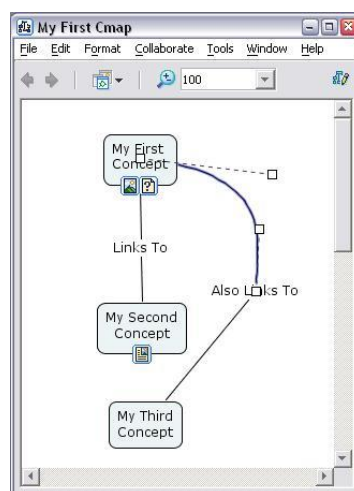 My First Cmap
File Edit Format Collaborate Tools Window Help
100
My First
Concept
Links To
Also Links To
My Second
Concept
My Third
Concept